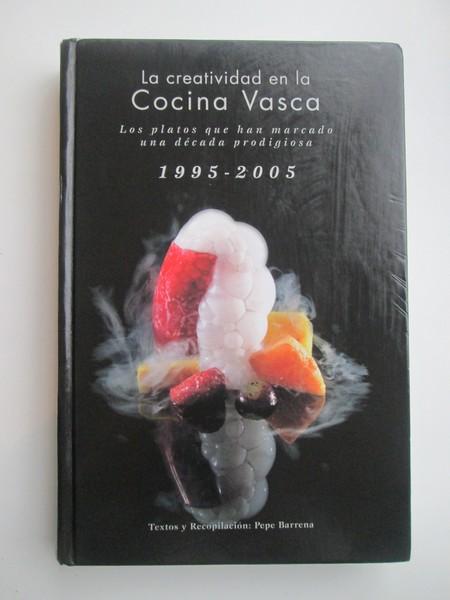 La creatividad en la
Cocina Vasca
Los platos que han marcado
una década prodigiosa
1995-2005
Textos y Recopilación: Pepe Barrena